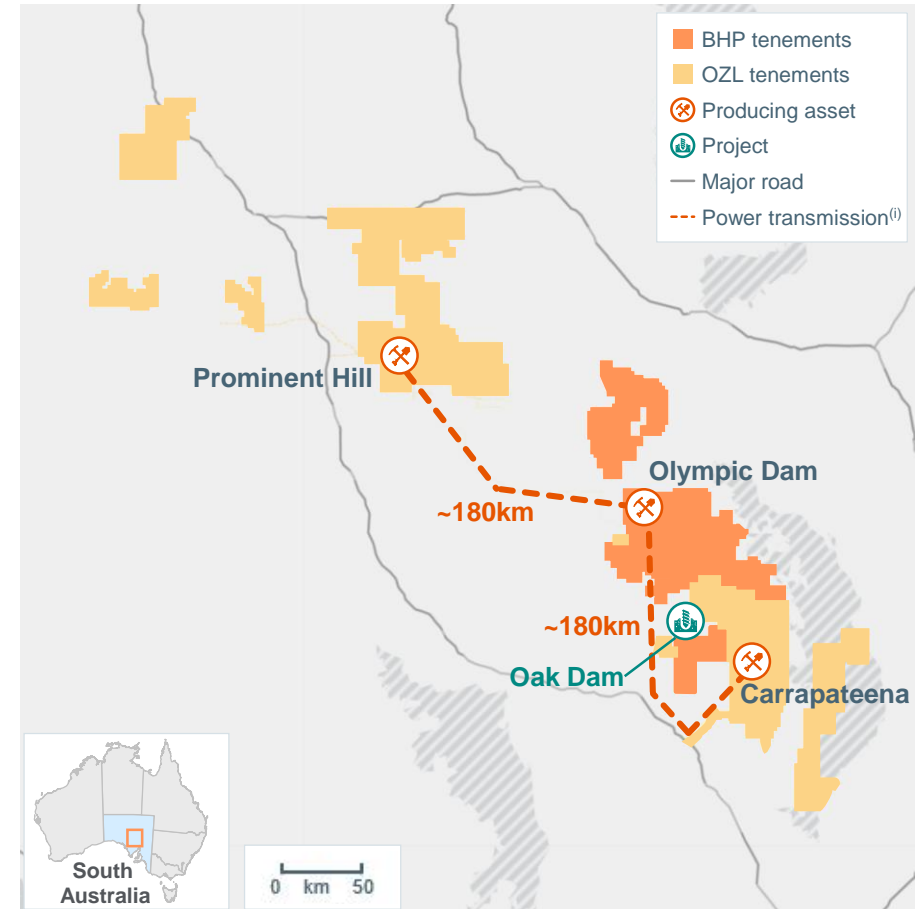 BHP tenements
OZL tenements
Producing asset
Project
Major road
Power transmission(i)
Prominent Hill
Olympic Dam
~180km
~180km
Oak Dam
Carrapateena
South
Australia
0 km 50